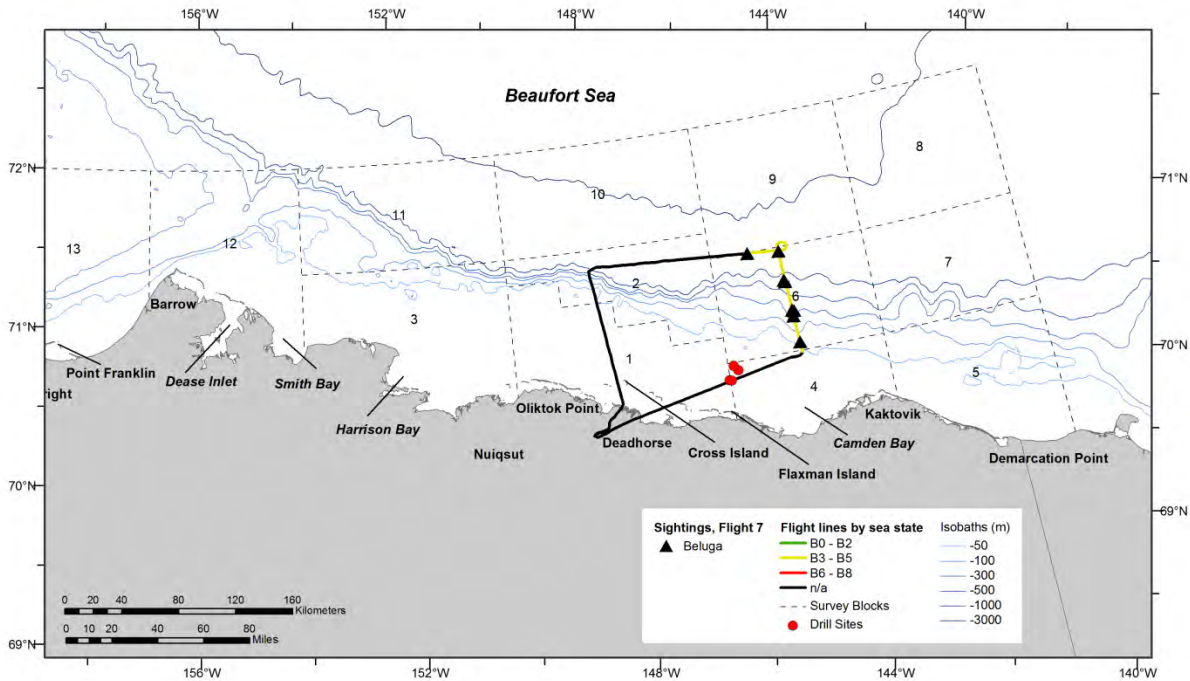 156°W 152°W 148°W 144°W 140°W
Beaufort Sea
72°N
71°N
71°N
70°N
70°N
69°N
69°N
8
9
10
11
12
13
7
6
2
3
1
4
5
Barrow
Point Franklin
right
Dease Inlet
Smith Bay
Harrison Bay
Oliktok Point
Nuiqsut
Deadhorse
Cross Island
Flaxman Island
Camden Bay
Kaktovik
Demarcation Point
Sightings, Flight 7
Beluga
Flight lines by sea state
B0 - B2
B3 - B5
B6 - B8
n/a
Survey Blocks
Drill Sites
Isobaths (m)
-50
-100
-300
-500
-1000
-3000
0 20 40 80 120 160
Kilometers
0 10 20 40 60 80
Miles
156°W 152°W 148°W 144°W 140°W